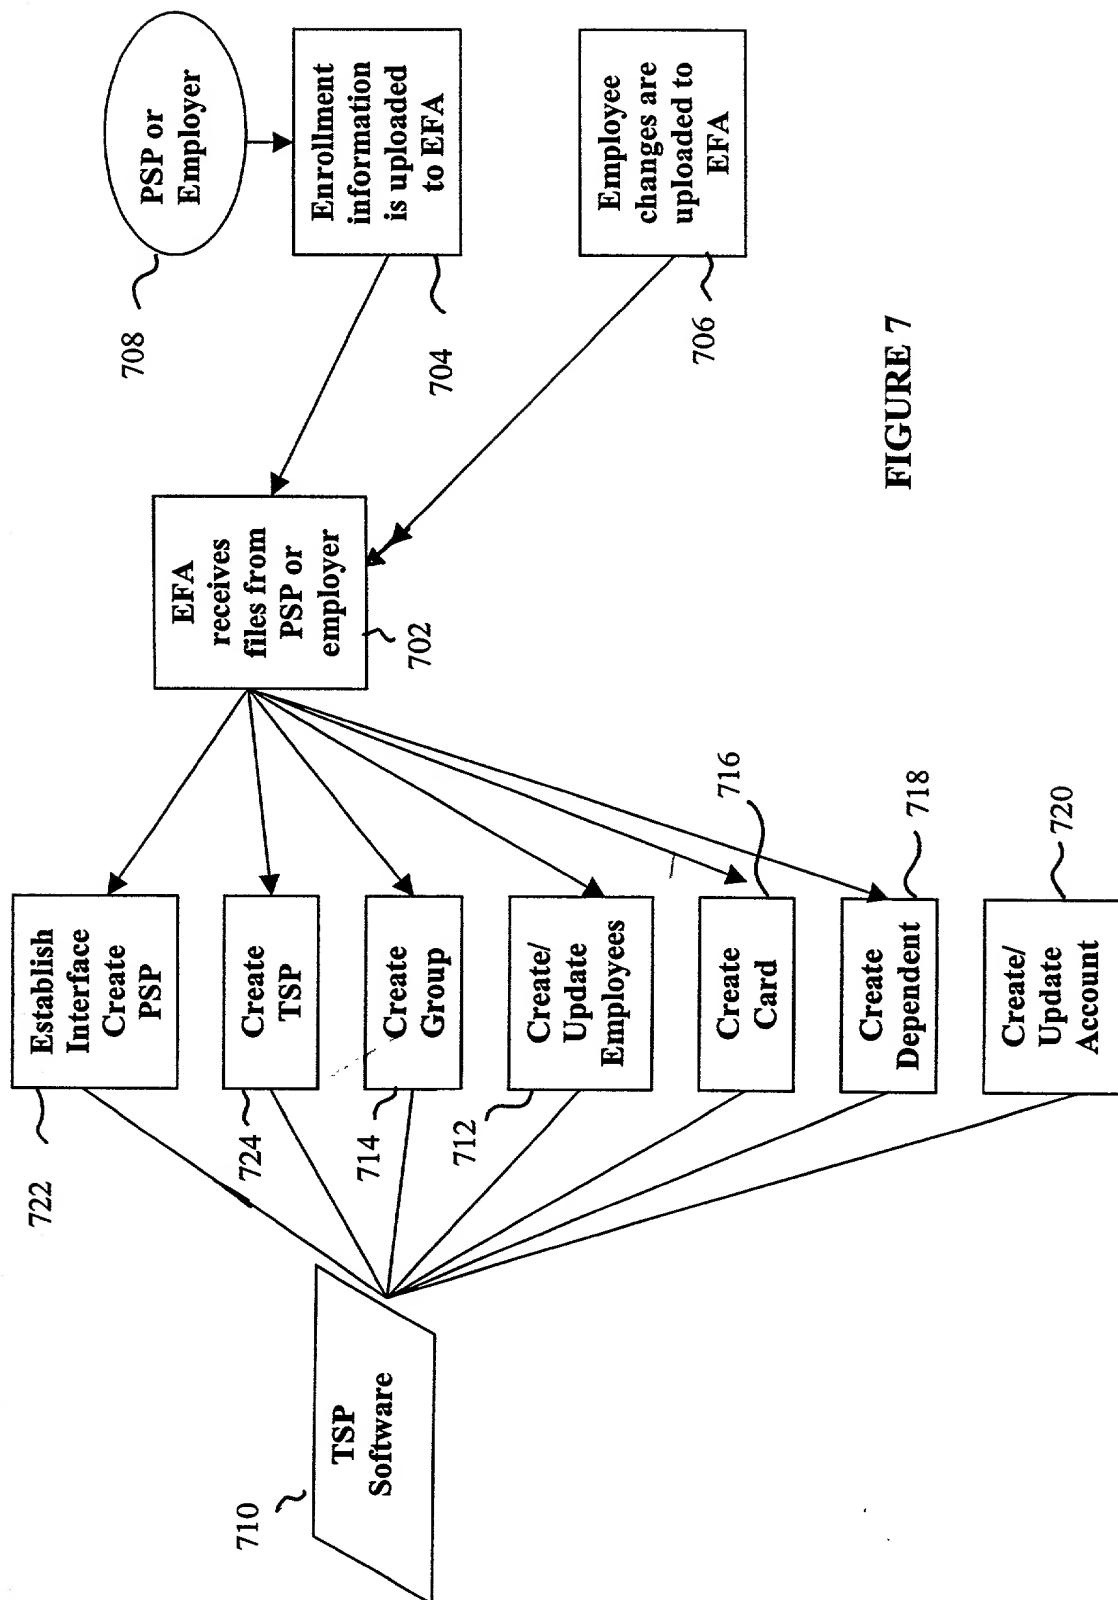 PSP or
Employer
708
Enrollment
information
is uploaded
to EFA
704
Employee
changes are
uploaded to
EFA
706
EFA
receives
files from
PSP or
employer
702
Establish
Interface
Create
PSP
722
Create
TSP
724
Create
Group
714
Create/
Update
Employees
712
Create
Card
716
Create
Dependent
718
Create/
Update
Account
720
TSP
Software
710
FIGURE 7